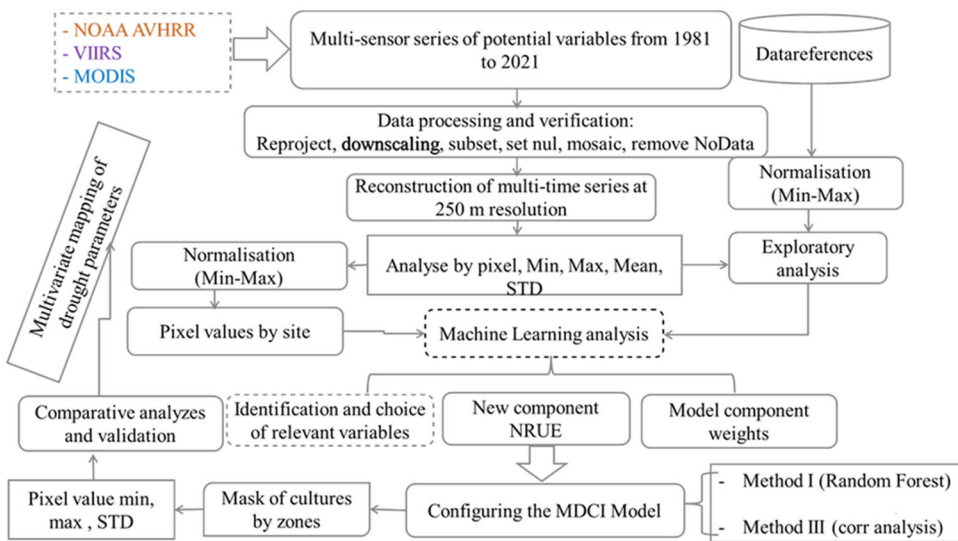 - NOAA AVHRR
- VIIRS
- MODIS
Multi-sensor series of potential variables from 1981
to 2021
Datareferences
Data processing and verification:
Reproject, downscaling, subset, set nul, mosaic, remove NoData
Reconstruction of multi-time series at
250 m resolution
Normalisation
(Min-Max)
Multivariate mapping of
drought parameters
Normalisation
(Min-Max)
Analyse by pixel, Min, Max, Mean,
STD
Exploratory
analysis
Pixel values by site
Machine Learning analysis
Comparative analyzes
and validation
Identification and choice
of relevant variables
New component
NRUE
Model component
weights
Pixel value min,
max , STD
Mask of cultures
by zones
Configuring the MDCI Model
- Method I (Random Forest)
- Method III (corr analysis)